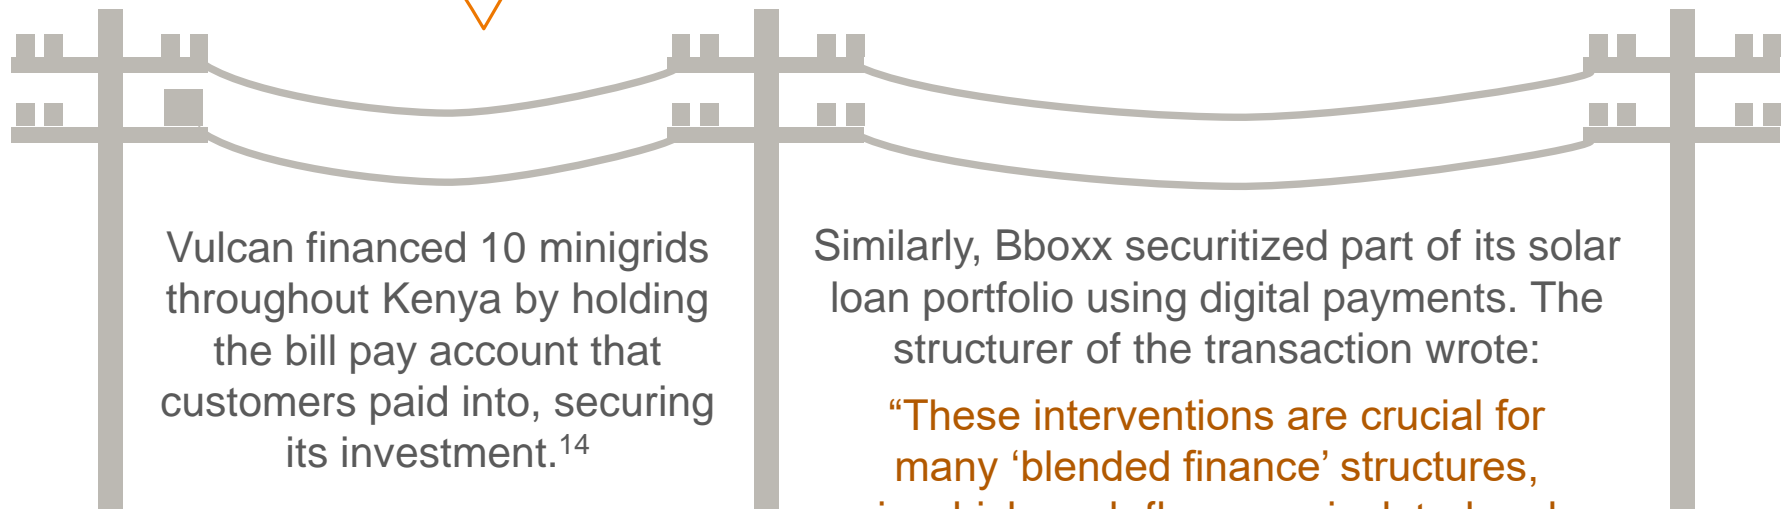 Vulcan financed 10 minigrids
throughout Kenya by holding
the bill pay account that
customers paid into, securing
its investment.14
Similarly, Bboxx securitized part of its solar
loan portfolio using digital payments. The
structurer of the transaction wrote:
“These interventions are crucial for
many ‘blended finance’ structures,